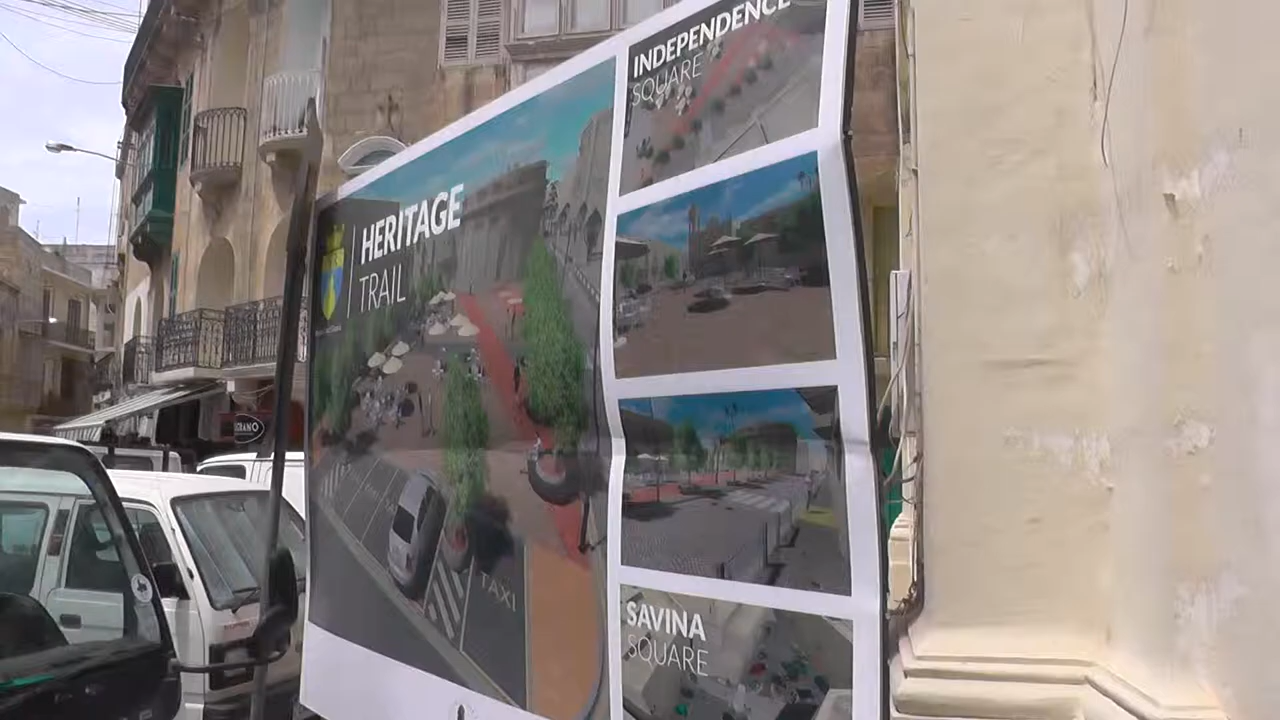 HERITAGE
TRAIL
TAXI
INDEPENDENCE
SQUARE
SAVINA
SQUARE